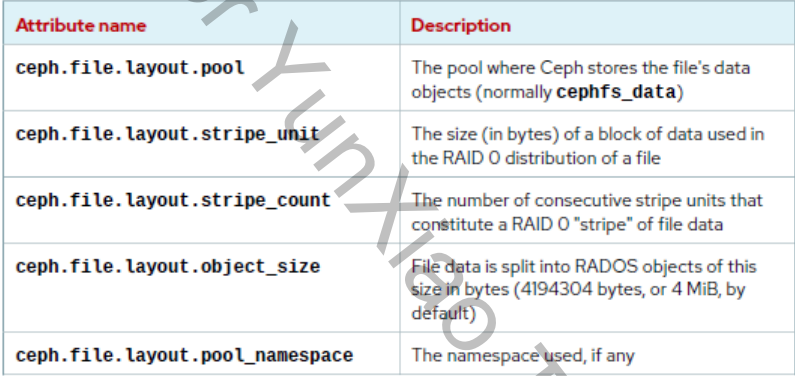 Attribute name Description
ceph.file.layout.pool The pool where Ceph stores the file's data
objects (normally cephfs_data)
ceph.file.layout.stripe_unit The size (in bytes) of a block of data used in
the RAID 0 distribution of a file
ceph.file.layout.stripe_count The number of consecutive stripe units that
constitute a RAID 0 "stripe" of file data
ceph.file.layout.object_size File data is split into RADOS objects of this
size in bytes (4194304 bytes, or 4 MiB, by
default)
ceph.file.layout.pool_namespace The namespace used, if any
or YunXiao